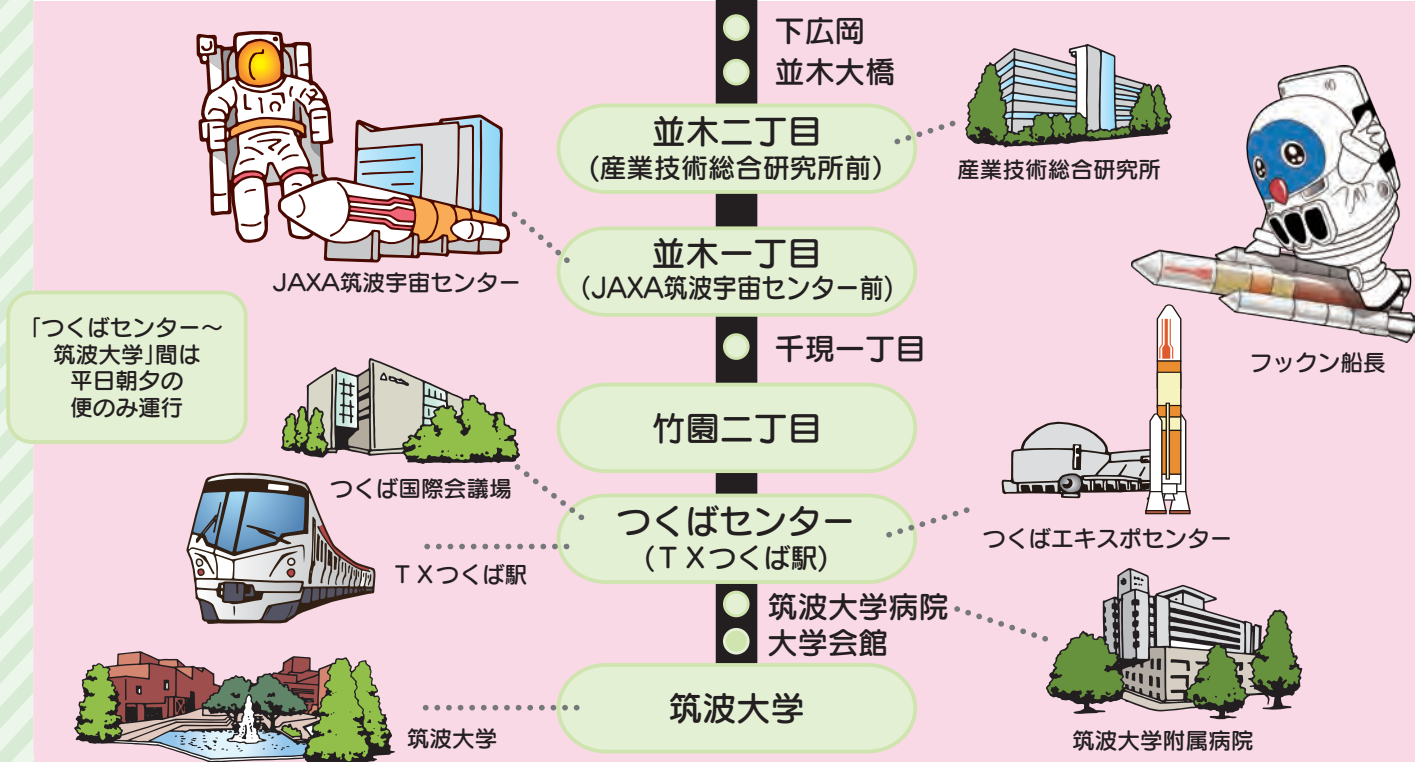 下広岡
並木大橋
並木二丁目
(産業技術総合研究所前)
産業技術総合研究所
並木一丁目
(JAXA筑波宇宙センター前)
JAXA筑波宇宙センター
フックン船長
「つくばセンター〜
筑波大学」間は
平日朝夕の
便のみ運行
千現一丁目
竹園二丁目
つくば国際会議場
つくばセンター
(TXつくば駅)
つくばエキスポセンター
TXつくば駅
筑波大学病院
大学会館
筑波大学
筑波大学
筑波大学附属病院